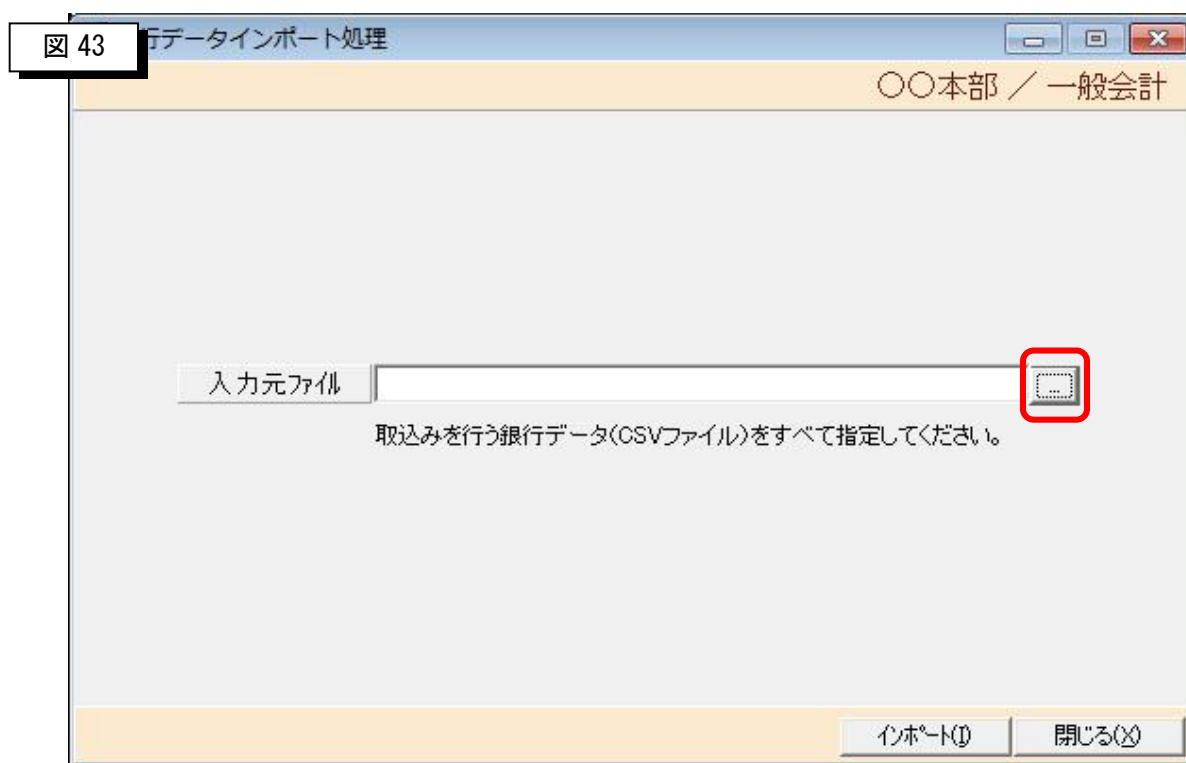 図 43
行データインポート処理
〇〇本部 ／ 一般会計
入力元ファイル
...
取込みを行う銀行データ(CSVファイル)をすべて指定してください。
インポート(I)
閉じる(X)